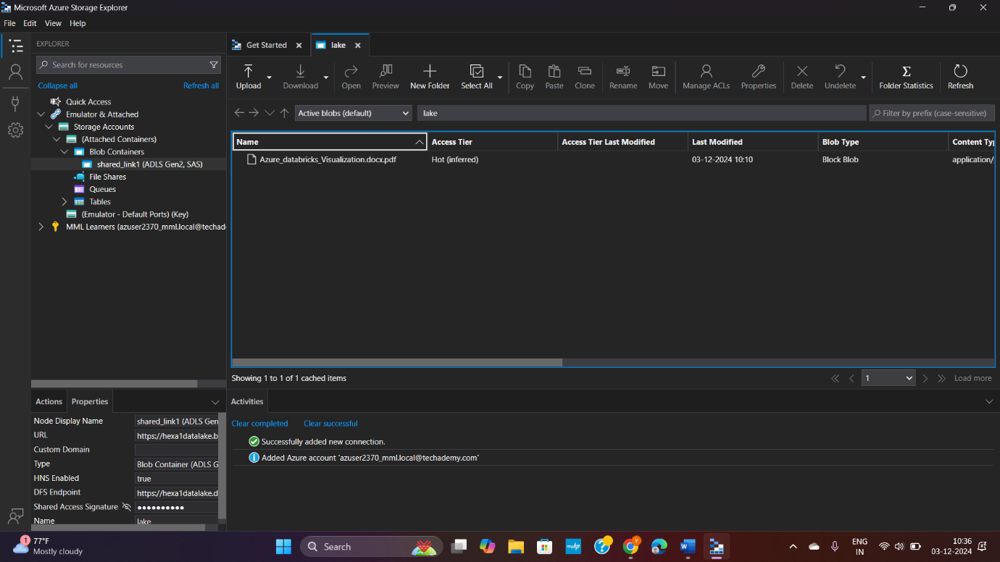 Microsoft Azure Storage Explorer
File Edit View Help
EXPLORER
Search for resources
Collapse all Refresh all
Quick Access
Emulator & Attached
Storage Accounts
(Attached Containers)
Blob Containers
shared_link1 (ADLS Gen2, SAS)
File Shares
Queues
Tables
(Emulator - Default Ports) (Key)
MML Learners (azuser2370_mml.local@techad
Get Started lake
Upload Download Open Preview New Folder Select All Copy Paste Clone Rename Move Manage ACLs Properties Delete Undelete Folder Statistics Refresh
Active blobs (default) lake Filter by prefix (case-sensitive)
Name Access Tier Access Tier Last Modified Last Modified Blob Type Content Ty
Azure_databricks_Visualization.docx.pdf Hot (inferred) 03-12-2024 10:10 Block Blob application/
Showing 1 to 1 of 1 cached items 1 Load more
Actions Properties
Node Display Name shared_link1 (ADLS Gen
URL https://hexa1datalake.b
Custom Domain
Type Blob Container (ADLS G
HNS Enabled true
DFS Endpoint https://hexa1datalake.d
Shared Access Signature ●●●●●●●●●●
Name lake
Activities
Clear completed Clear successful
Successfully added new connection.
Added Azure account 'azuser2370_mml.local@techademy.com'
1 77°F
Mostly cloudy
Search
myhp
ENG
IN
10:36
03-12-2024